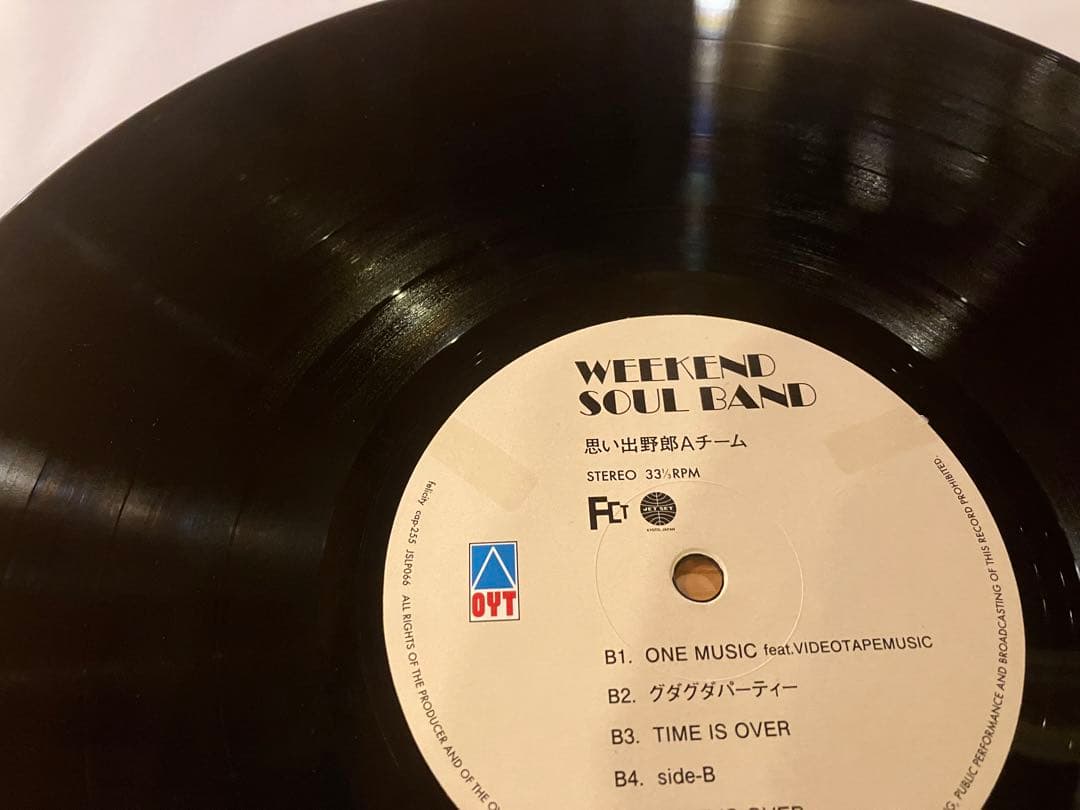 WEEKEND
SOUL BAND
思い出野郎Aチーム
STEREO 33⅓RPM
FCT
JET SET
KYOTO, JAPAN
OYT
B1. ONE MUSIC feat.VIDEOTAPEMUSIC
B2. グダグダパーティー
B3. TIME IS OVER
B4. side-B
OVER
felicity cap-255 JSLP066 ALL RIGHTS OF THE PRODUCER AND OF THE
PUBLIC PERFORMANCE AND BROADCASTING OF THIS RECORD PROHIBITED.